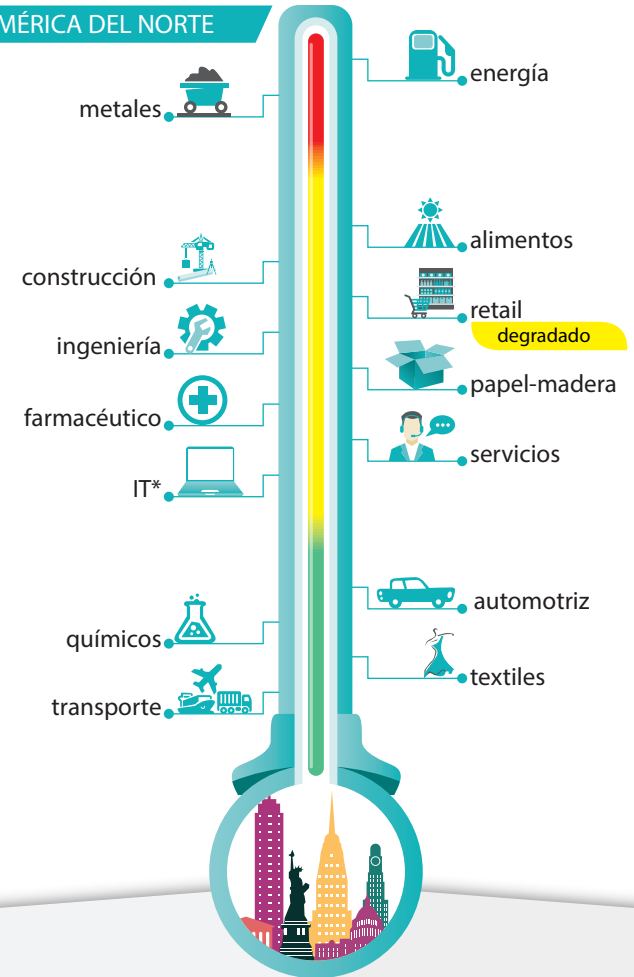 MÉRICA DEL NORTE
energía
metales
alimentos
construcción
retail
degradado
ingeniería
papel-madera
farmacéutico
servicios
IT*
automotriz
químicos
textiles
transporte